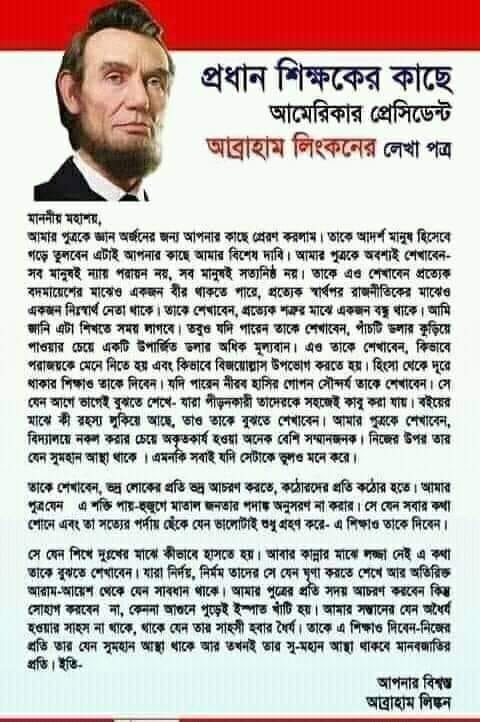 প্রধান শিক্ষকের কাছে
আমেরিকার প্রেসিডেন্ট
আব্রাহাম লিংকনের লেখা পত্র
মাননীয় মহাশয়,
আমার পুত্রকে জ্ঞান অর্জনের জন্য আপনার কাছে প্রেরণ করলাম। তাকে আদর্শ মানুষ হিসেবে
গড়ে তুলবেন এটাই আপনার কাছে আমার বিশেষ দাবি। আমার পুত্রকে অবশ্যই শেখাবেন-
সব মানুষই ন্যায় পরায়ন নয়, সব মানুষই সত্যনিষ্ঠ নয়। তাকে এও শেখাবেন প্রত্যেক
বদমায়েশের মাঝেও একজন বীর থাকতে পারে, প্রত্যেক স্বার্থপর রাজনীতিকের মাঝেও
একজন নিঃস্বার্থ নেতা থাকে। তাকে শেখাবেন, প্রত্যেক শত্রুর মাঝে একজন বন্ধু থাকে। আমি
জানি এটা শিখতে সময় লাগবে। তবুও যদি পারেন তাকে শেখাবেন, পাঁচটি ডলার কুড়িয়ে
পাওয়ার চেয়ে একটি উপার্জিত ডলার অধিক মূল্যবান। এও তাকে শেখাবেন, কিভাবে
পরাজয়কে মেনে নিতে হয় এবং কিভাবে বিজয়োল্লাস উপভোগ করতে হয়। হিংসা থেকে দূরে
থাকার শিক্ষাও তাকে দিবেন। যদি পারেন নীরব হাসির গোপন সৌন্দর্য তাকে শেখাবেন। সে
যেন আগে ভাগেই বুঝতে শেখে- যারা পীড়নকারী তাদেরকে সহজেই কাবু করা যায়। বইয়ের
মাঝে কী রহস্য লুকিয়ে আছে, তাও তাকে বুঝতে শেখাবেন। আমার পুত্রকে শেখাবেন,
বিদ্যালয়ে নকল করার চেয়ে অকৃতকার্য হওয়া অনেক বেশি সম্মানজনক। নিজের উপর তার
যেন সুমহান আস্থা থাকে । এমনকি সবাই যদি সেটাকে ভুলও মনে করে।
তাকে শেখাবেন, ভদ্র লোকের প্রতি ভদ্র আচরণ করতে, কঠোরদের প্রতি কঠোর হতে। আমার
পুত্রযেন এ শক্তি পায়-হুজুগে মাতাল জনতার পদাঙ্ক অনুসরণ না করার। সে যেন সবার কথা
শোনে এবং তা সত্যের পর্দায় ছেঁকে যেন ভালোটাই শুধু গ্রহণ করে- এ শিক্ষাও তাকে দিবেন।
সে যেন শিখে দুঃখের মাঝে কীভাবে হাসতে হয়। আবার কান্নার মাঝে লজ্জা নেই এ কথা
তাকে বুঝতে শেখাবেন। যারা নির্দয়, নির্মম তাদের সে যেন ঘৃণা করতে শেখে আর অতিরিক্ত
আরাম-আয়েশ থেকে যেন সাবধান থাকে। আমার পুত্রের প্রতি সদয় আচরণ করবেন কিন্তু
সোহাগ করবেন না, কেননা আগুনে পুড়েই ইস্পাত খাঁটি হয়। আমার সন্তানের যেন অধৈর্য
হওয়ার সাহস না থাকে, থাকে যেন তার সাহসী হবার ধৈর্য। তাকে এ শিক্ষাও দিবেন-নিজের
প্রতি তার যেন সুমহান আস্থা থাকে আর তখনই তার সু-মহান আস্থা থাকবে মানবজাতির
প্রতি। ইতি-
আপনার বিশ্বস্ত
আব্রাহাম লিঙ্কন